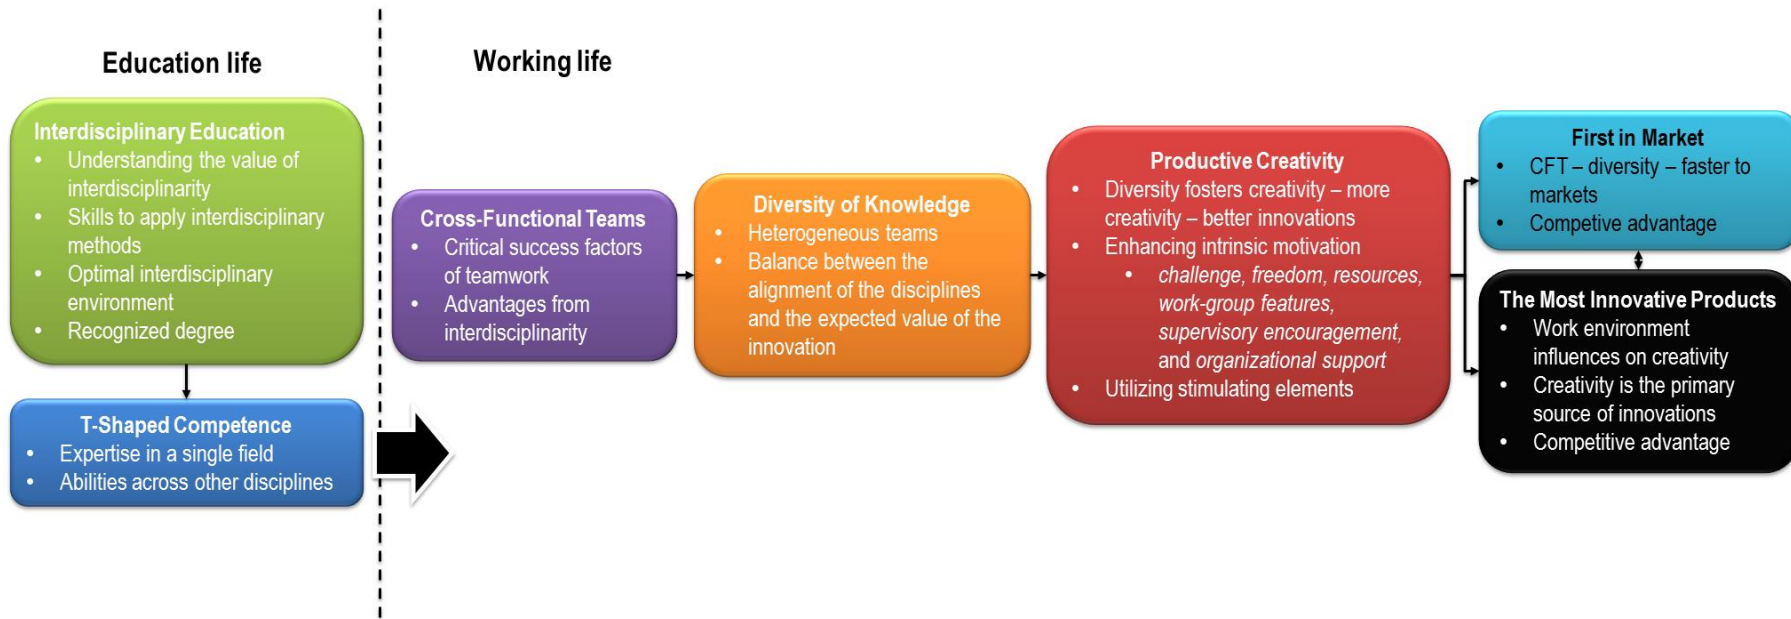 Education life
Interdisciplinary Education
• Understanding the value of
interdisciplinarity
• Skills to apply interdisciplinary
methods
• Optimal interdisciplinary
environment
• Recognized degree
T-Shaped Competence
• Expertise in a single field
• Abilities across other disciplines
Working life
Cross-Functional Teams
• Critical success factors
of teamwork
• Advantages from
interdisciplinarity
Diversity of Knowledge
• Heterogeneous teams
• Balance between the
alignment of the disciplines
and the expected value of the
innovation
Productive Creativity
• Diversity fosters creativity – more
creativity – better innovations
• Enhancing intrinsic motivation
• challenge, freedom, resources,
work-group features,
supervisory encouragement,
and organizational support
• Utilizing stimulating elements
First in Market
• CFT – diversity – faster to
markets
• Competive advantage
The Most Innovative Products
• Work environment
influences on creativity
• Creativity is the primary
source of innovations
• Competitive advantage